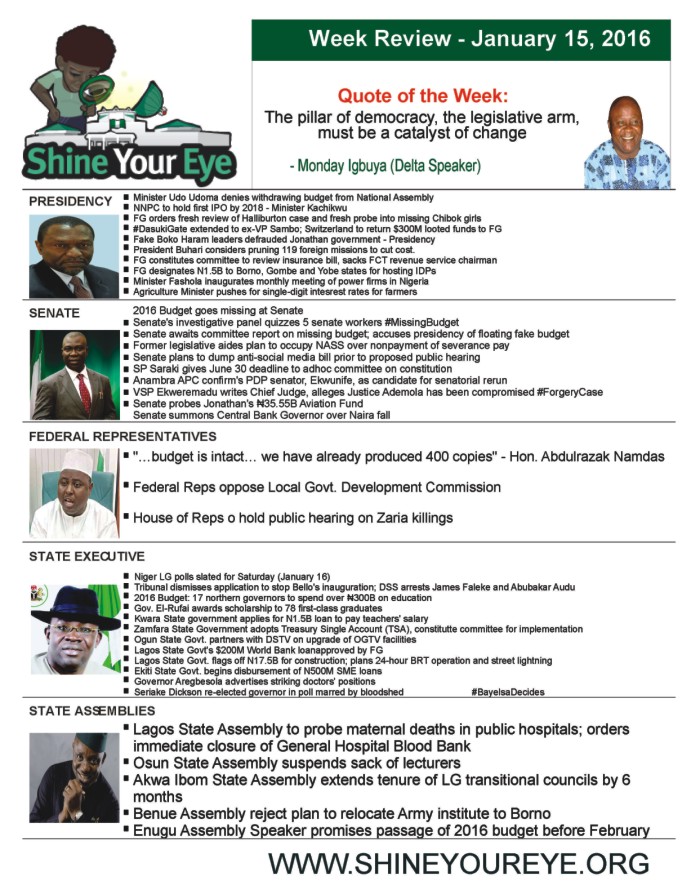 Week Review - January 15, 2016
Shine Your Eye
Quote of the Week:
The pillar of democracy, the legislative arm,
must be a catalyst of change
- Monday Igbuya (Delta Speaker)
PRESIDENCY
Minister Udo Udoma denies withdrawing budget from National Assembly
NNPC to hold first IPO by 2018 - Minister Kachikwu
FG orders fresh review of Halliburton case and fresh probe into missing Chibok girls
#DasukiGate extended to ex-VP Sambo; Switzerland to return $300M looted funds to FG
Fake Boko Haram leaders defrauded Jonathan government - Presidency
President Buhari considers pruning 119 foreign missions to cut cost.
FG constitutes committee to review insurance bill, sacks FCT revenue service chairman
FG designates N1.5B to Borno, Gombe and Yobe states for hosting IDPs
Minister Fashola inaugurates monthly meeting of power firms in Nigeria
Agriculture Minister pushes for single-digit intesrest rates for farmers
SENATE
2016 Budget goes missing at Senate
Senate's investigative panel quizzes 5 senate workers #MissingBudget
Senate awaits committee report on missing budget; accuses presidency of floating fake budget
Former legislative aides plan to occupy NASS over nonpayment of severance pay
Senate plans to dump anti-social media bill prior to proposed public hearing
SP Saraki gives June 30 deadline to adhoc committee on constitution
Anambra APC confirm's PDP senator, Ekwunife, as candidate for senatorial rerun
VSP Ekweremadu writes Chief Judge, alleges Justice Ademola has been compromised #ForgeryCase
Senate probes Jonathan's ₦35.55B Aviation Fund
Senate summons Central Bank Governor over Naira fall
FEDERAL REPRESENTATIVES
"...budget is intact... we have already produced 400 copies" - Hon. Abdulrazak Namdas
Federal Reps oppose Local Govt. Development Commission
House of Reps o hold public hearing on Zaria killings
STATE EXECUTIVE
Niger LG polls slated for Saturday (January 16)
Tribunal dismisses application to stop Bello's inauguration; DSS arrests James Faleke and Abubakar Audu
2016 Budget: 17 northern governors to spend over ₦300B on education
Gov. El-Rufai awards scholarship to 78 first-class graduates
Kwara State government applies for N1.5B loan to pay teachers' salary
Zamfara State Government adopts Treasury Single Account (TSA), constitutte committee for implementation
Ogun State Govt. partners with DSTV on upgrade of OGTV facilities
Lagos State Govt's $200M World Bank loanapproved by FG
Lagos State Govt. flags off N17.5B for construction; plans 24-hour BRT operation and street lightning
Ekiti State Govt. begins disbursement of N500M SME loans
Governor Aregbesola advertises striking doctors' positions
Seriake Dickson re-elected governor in poll marred by bloodshed #BayelsaDecides
STATE ASSEMBLIES
Lagos State Assembly to probe maternal deaths in public hospitals; orders
immediate closure of General Hospital Blood Bank
Osun State Assembly suspends sack of lecturers
Akwa Ibom State Assembly extends tenure of LG transitional councils by 6
months
Benue Assembly reject plan to relocate Army institute to Borno
Enugu Assembly Speaker promises passage of 2016 budget before February
WWW.SHINEYOUREYE.ORG